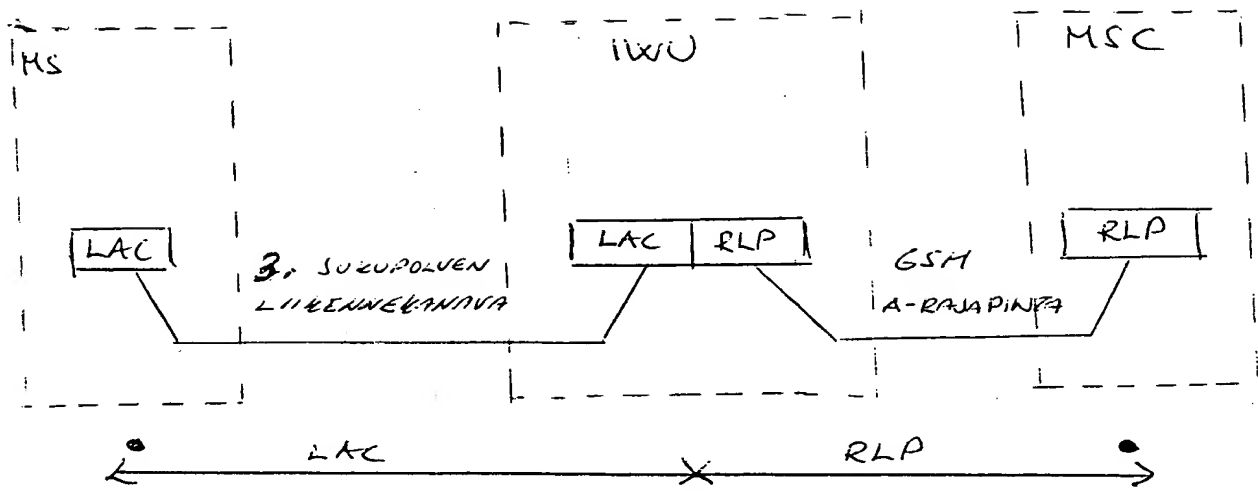 MS
IWU
MSC
LAC
LAC RLP
RLP
3. SUKUPOLVEN
LIIKENNEKANAVA
GSM
A-RAJAPINTA
LAC
RLP